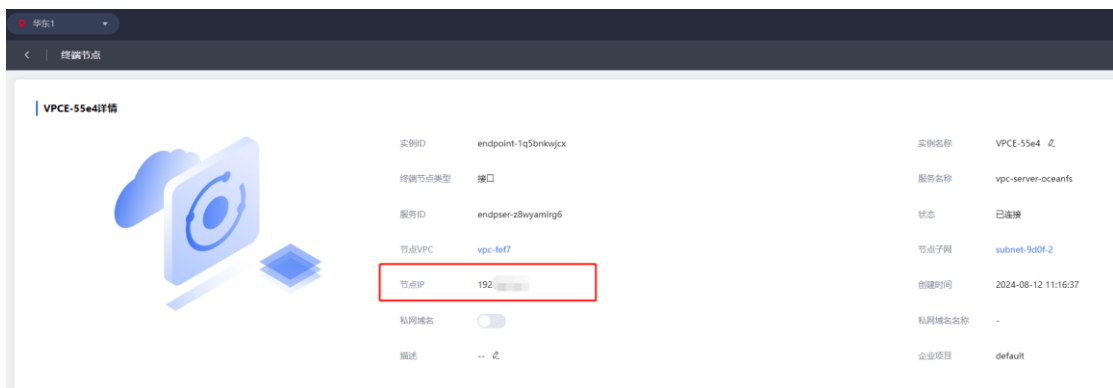 华东1
终端节点
VPCE-55e4详情
实例ID endpoint-1q5bnkwjcx 实例名称 VPCE-55e4
终端节点类型 接口 服务名称 vpc-server-oceanfs
服务ID endpser-z8wyamlrg6 状态 已连接
节点VPC vpc-fef7 节点子网 subnet-9d0f-2
节点IP 192 创建时间 2024-08-12 11:16:37
私网域名 私网域名名称 -
描述 -- 企业项目 default